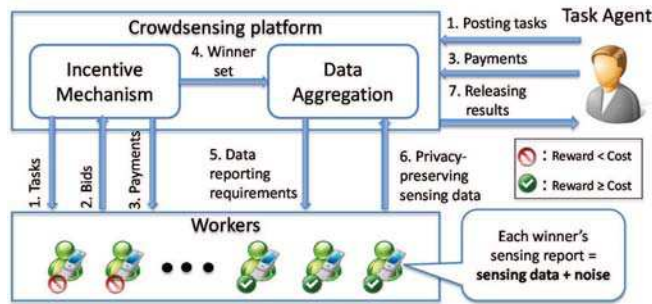 Crowdsensing platform
Incentive
Mechanism
4. Winner
set
Data
Aggregation
1. Posting tasks
3. Payments
7. Releasing
results
Task Agent
1. Tasks
2. Bids
3. Payments
5. Data
reporting
requirements
6. Privacy-
preserving
sensing data
: Reward < Cost
: Reward ≥ Cost
Workers
Each winner's
sensing report =
sensing data + noise